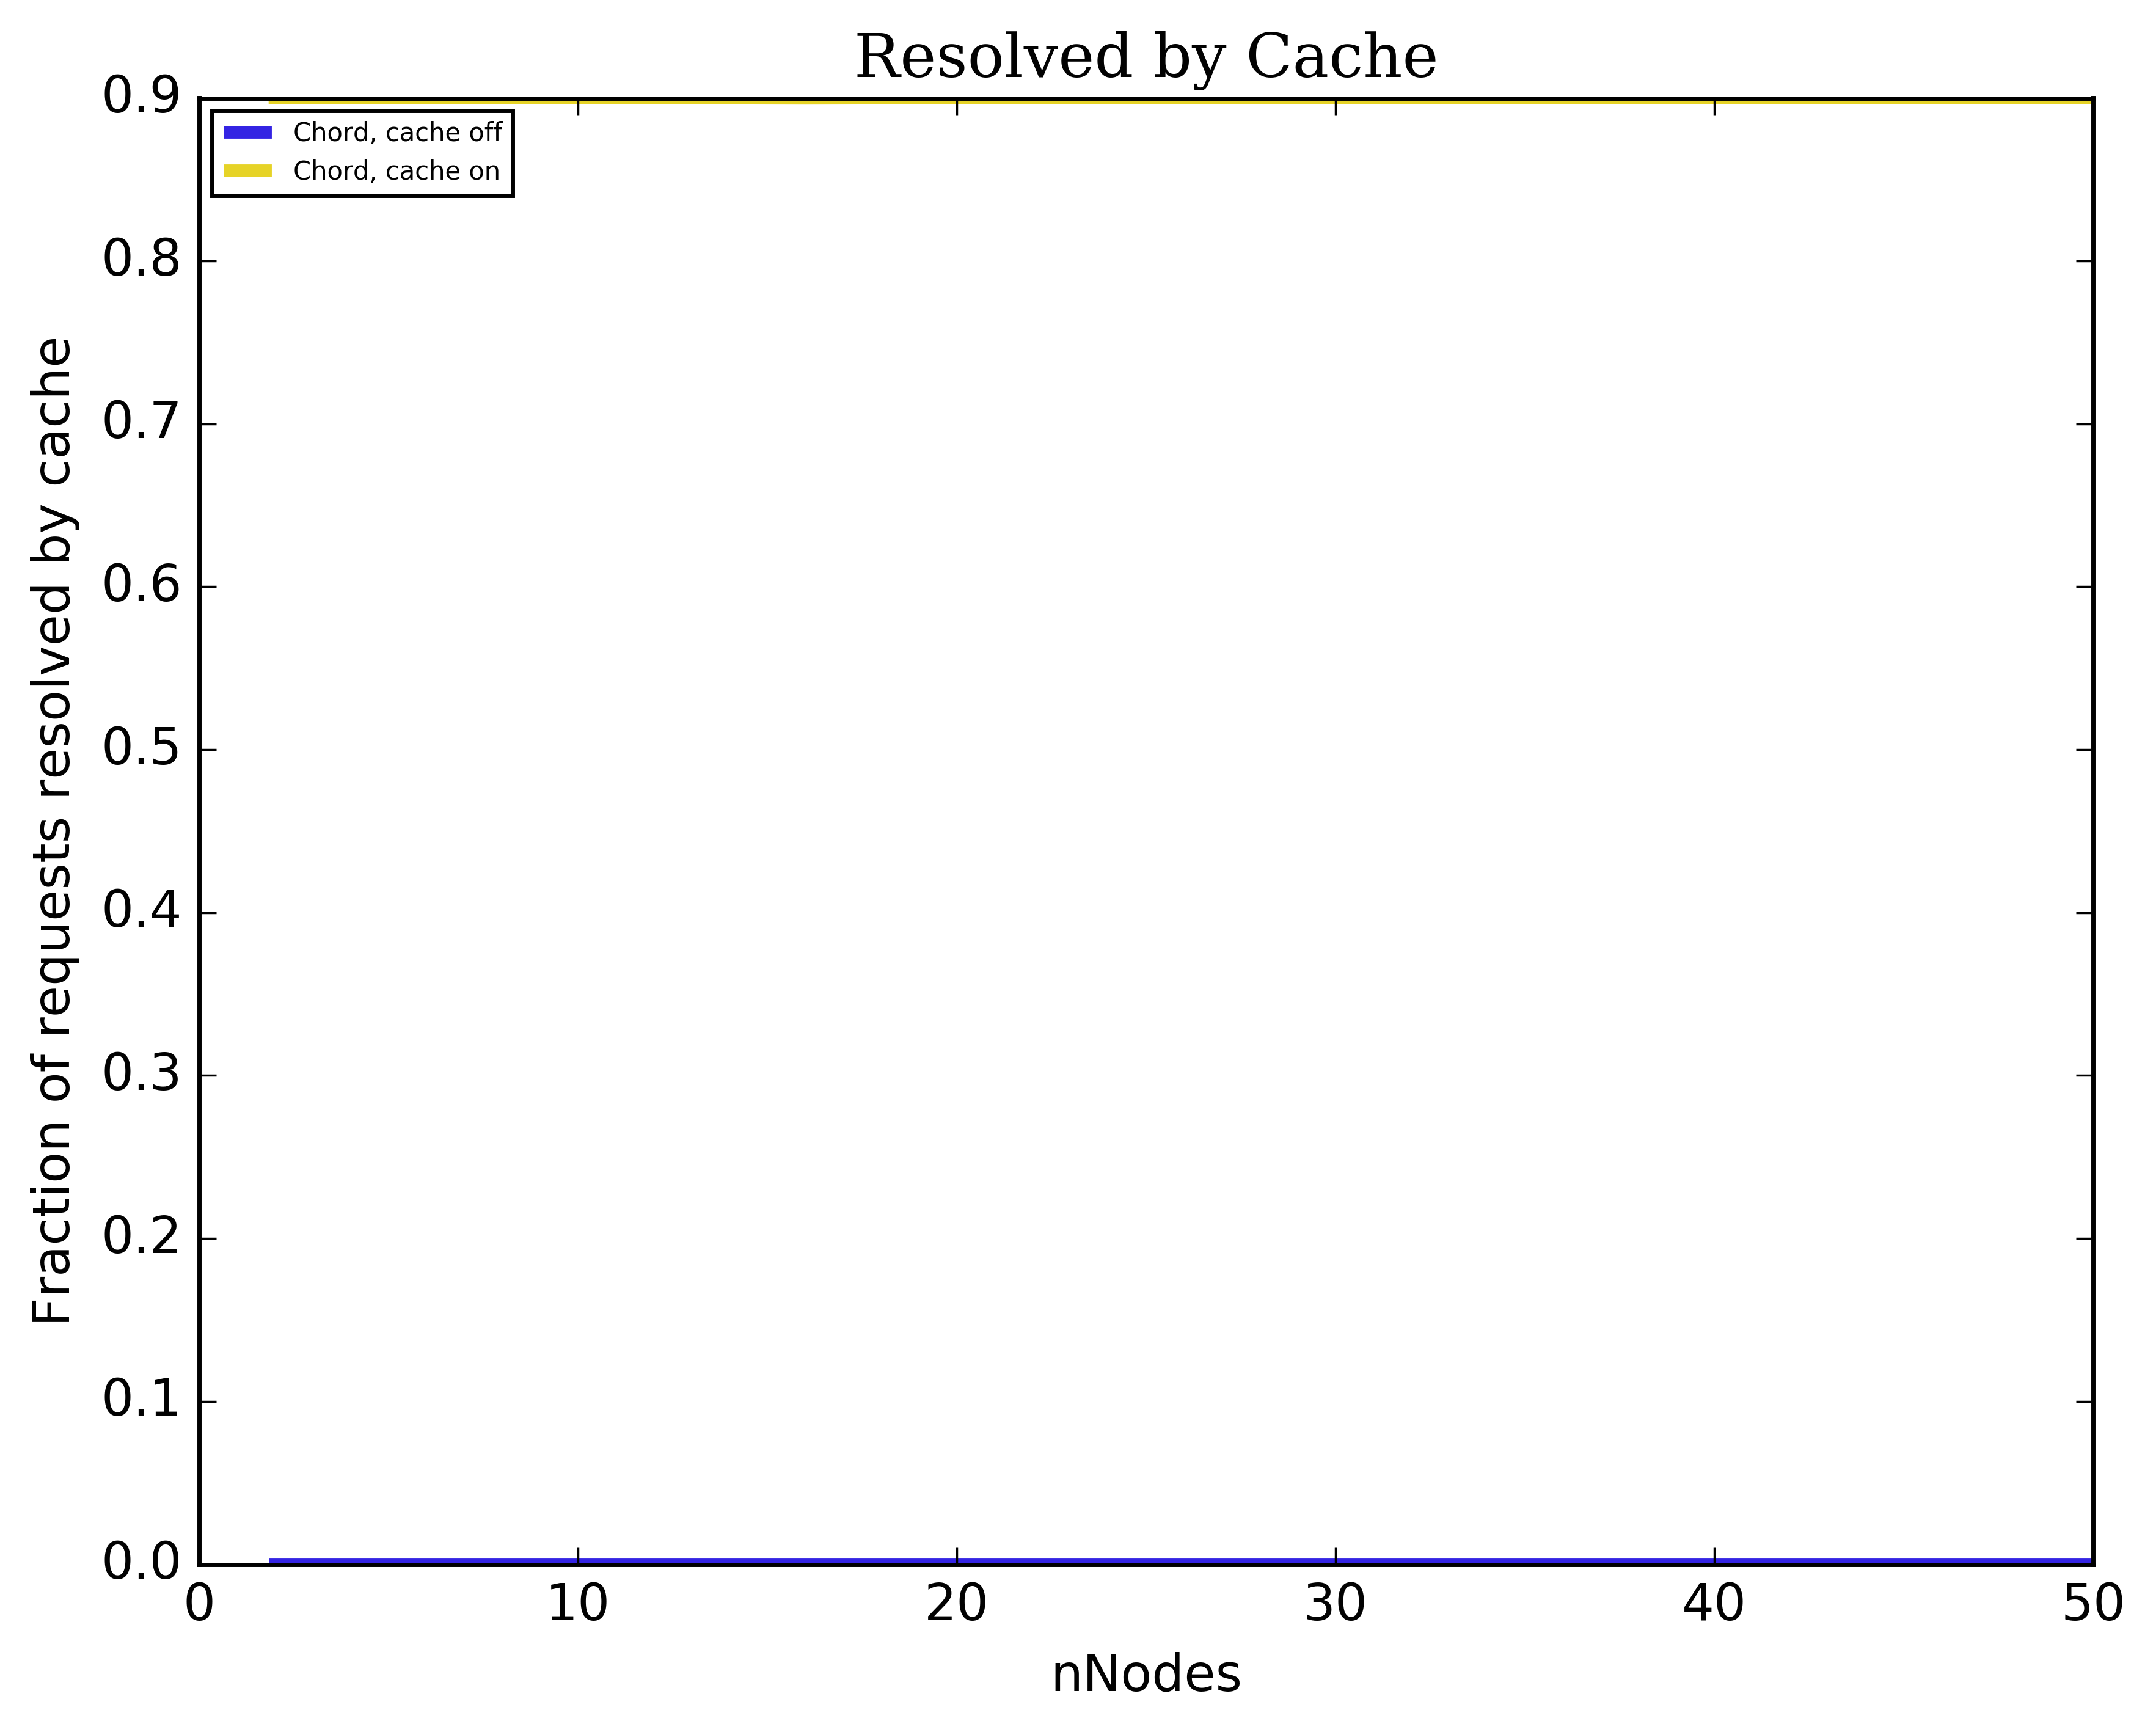 Resolved by Cache
Chord, cache off
Chord, cache on
Fraction of requests resolved by cache
0.9
0.8
0.7
0.6
0.5
0.4
0.3
0.2
0.1
0.0
0 10 20 30 40 50
nNodes